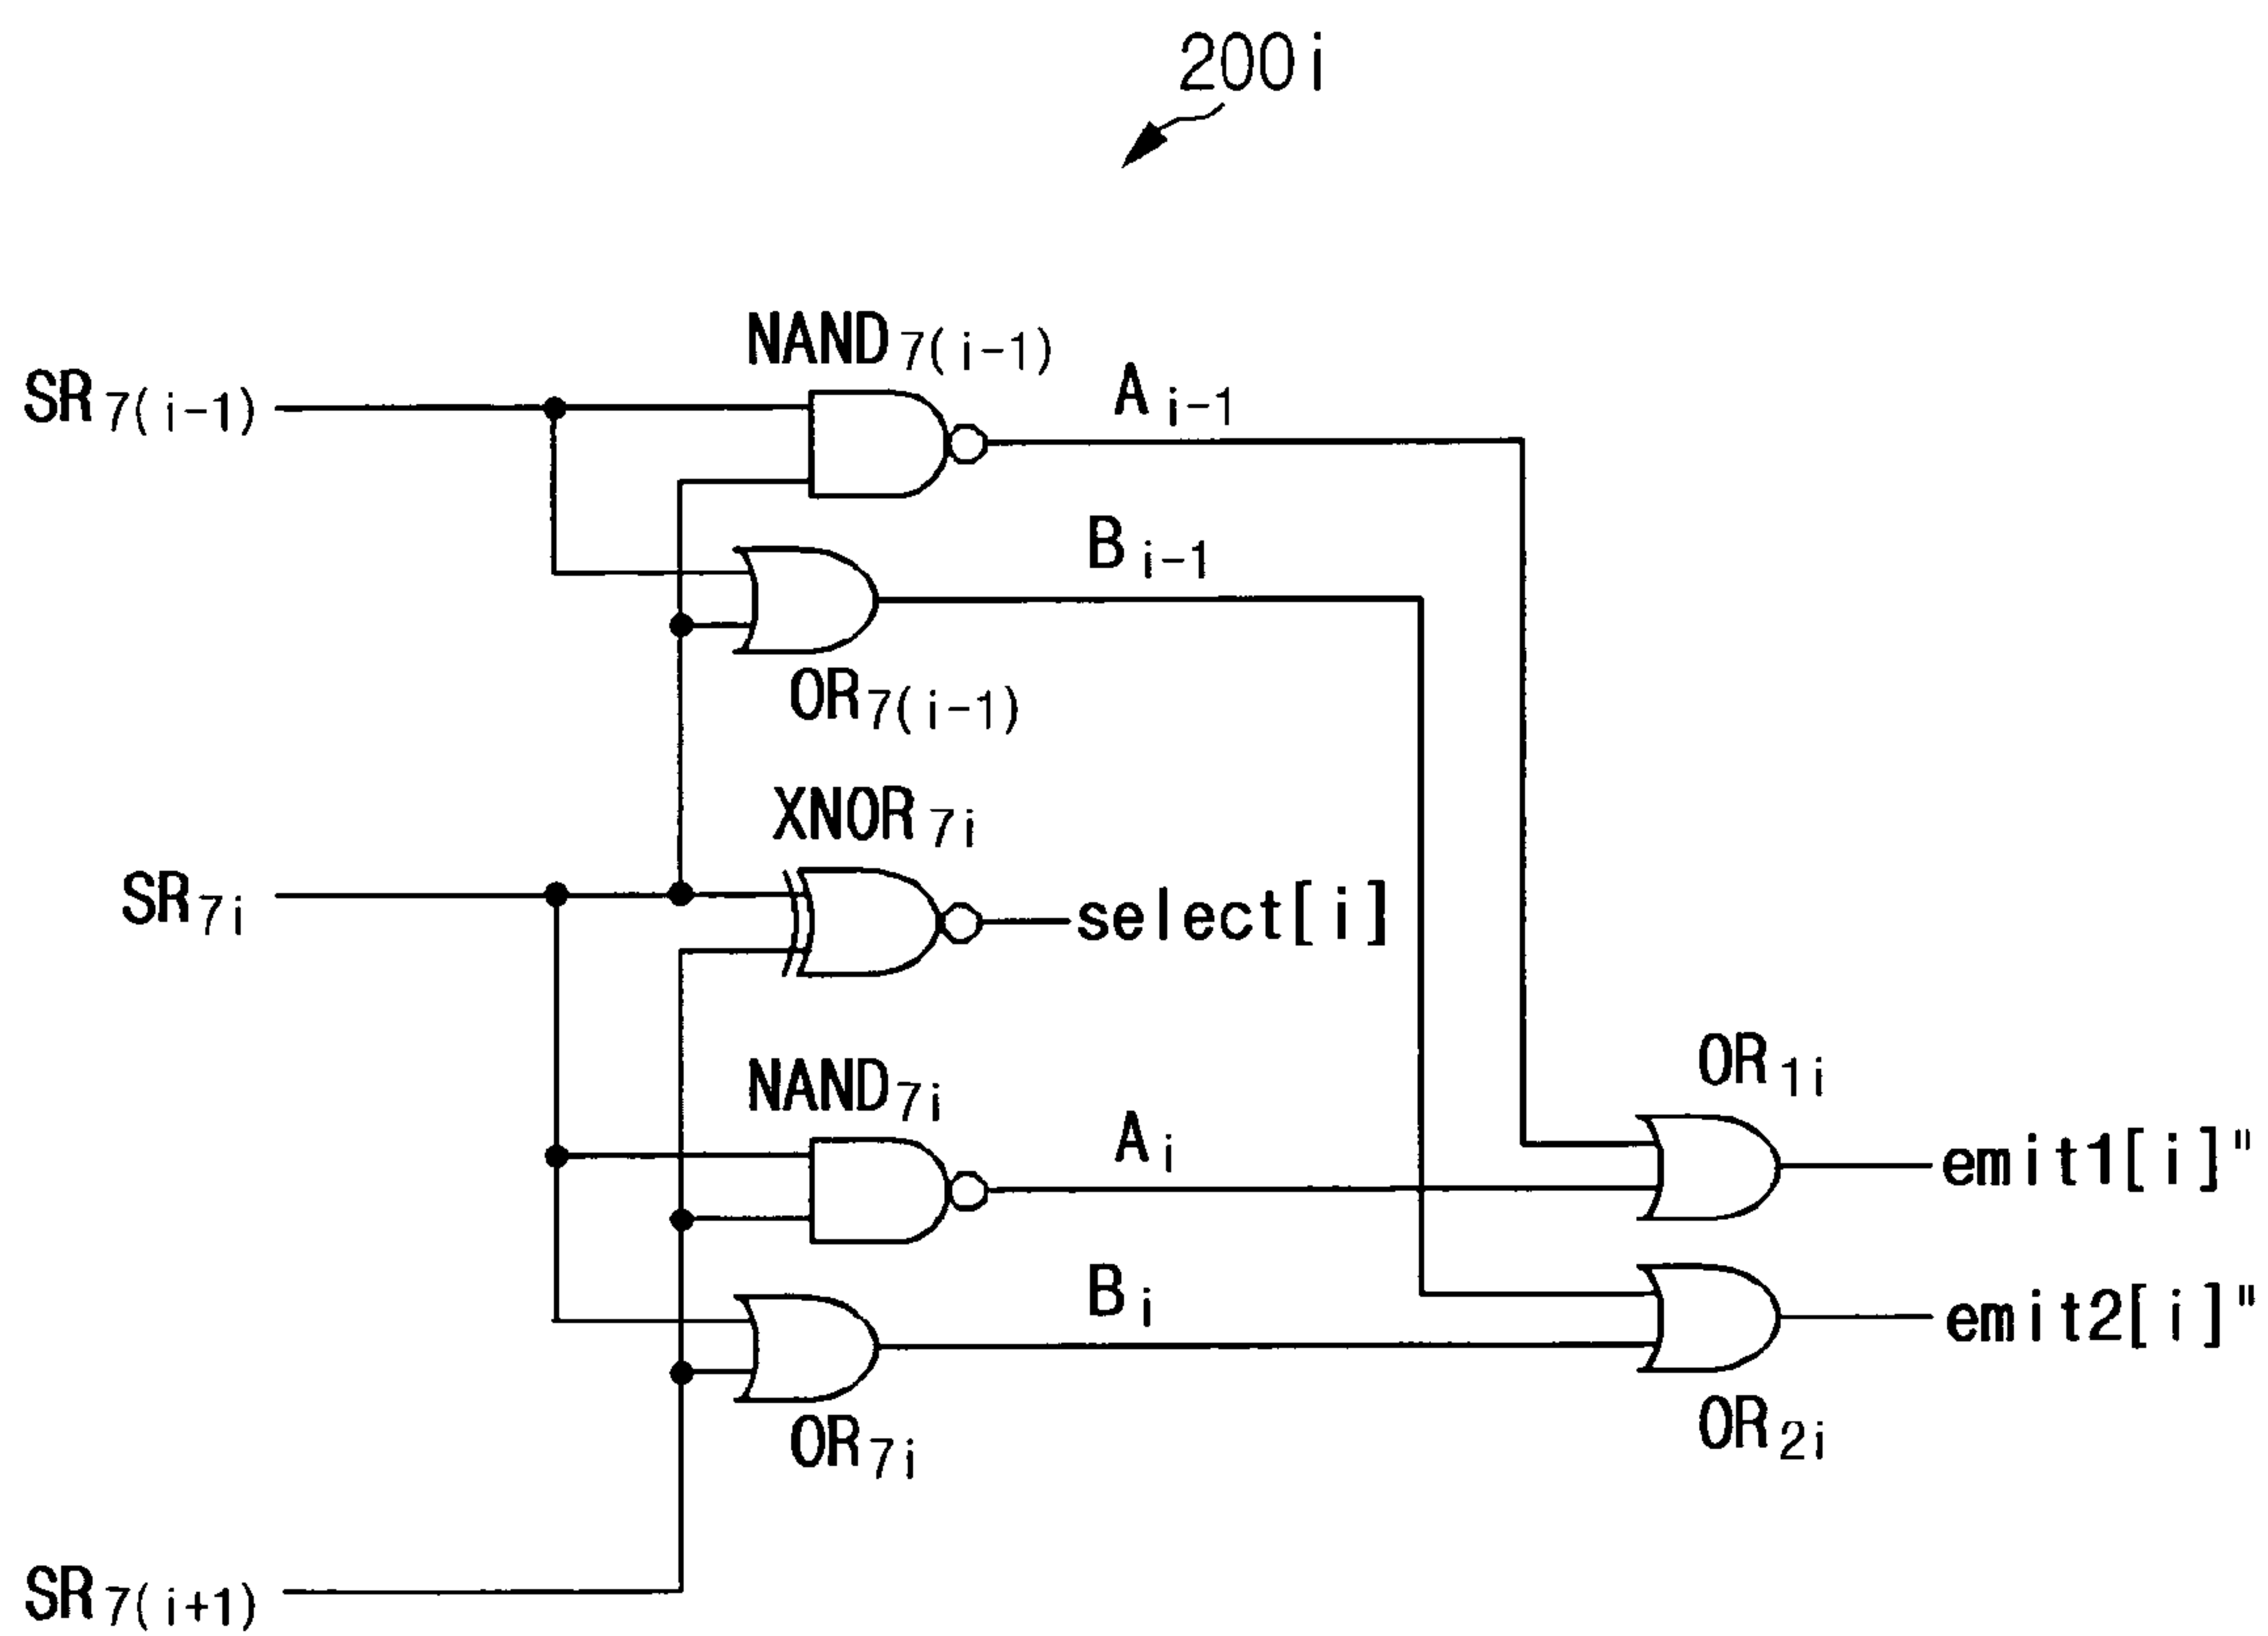 200i
NAND7(i-1)
SR7(i-1)
Ai-1
Bi-1
OR7(i-1)
XNOR7i
SR7i
select[i]
NAND7i
OR1i
Ai
emit1[i]"
Bi
emit2[i]"
OR7i
OR2i
SR7(i+1)